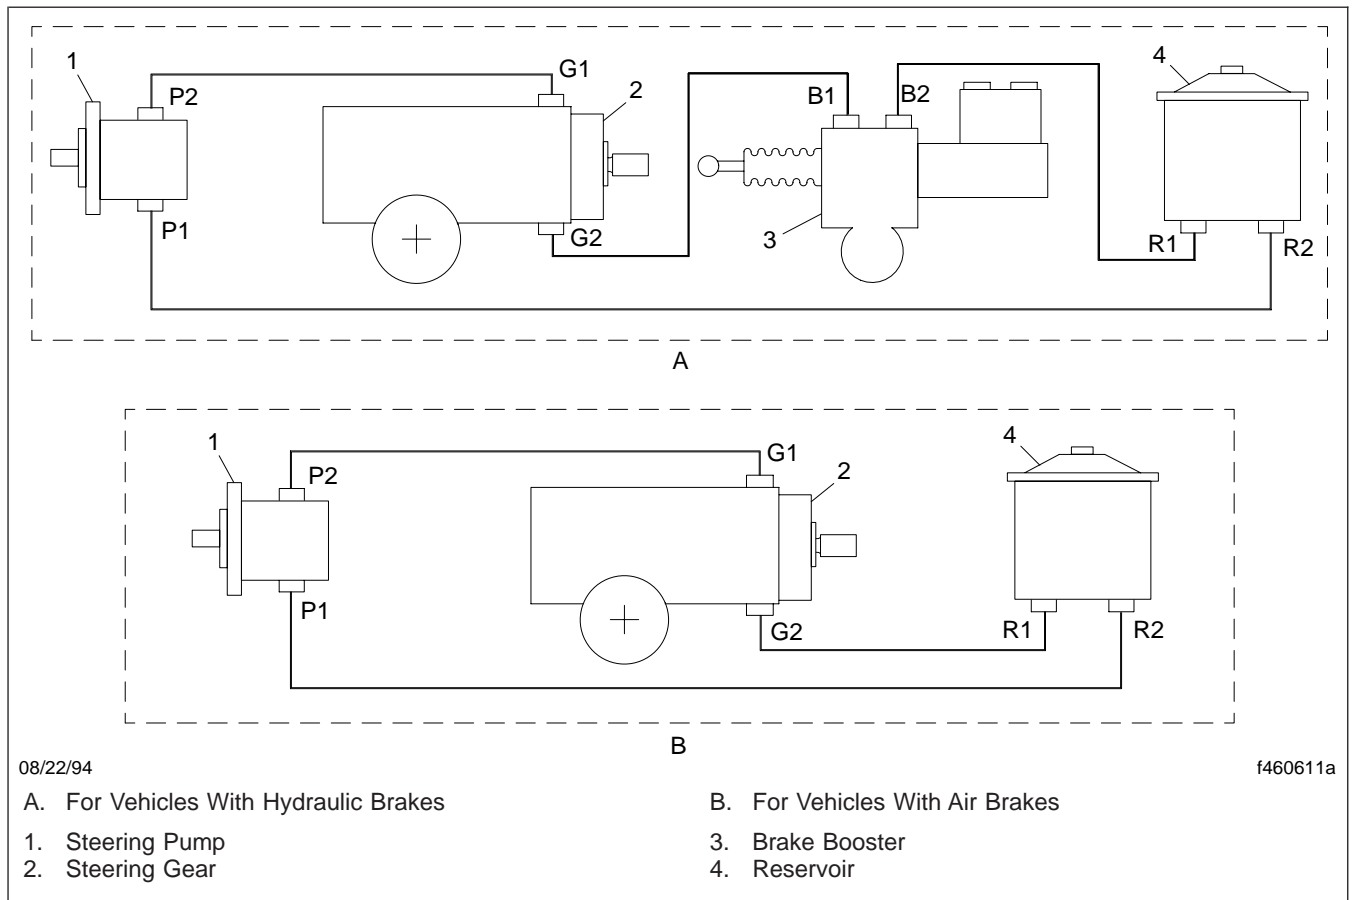 1
P2
G1
2
B1
B2
4
P1
G2
3
R1
R2
A
1
P2
G1
2
4
P1
G2
R1
R2
B
08/22/94
f460611a
A. For Vehicles With Hydraulic Brakes
B. For Vehicles With Air Brakes
1. Steering Pump
3. Brake Booster
2. Steering Gear
4. Reservoir